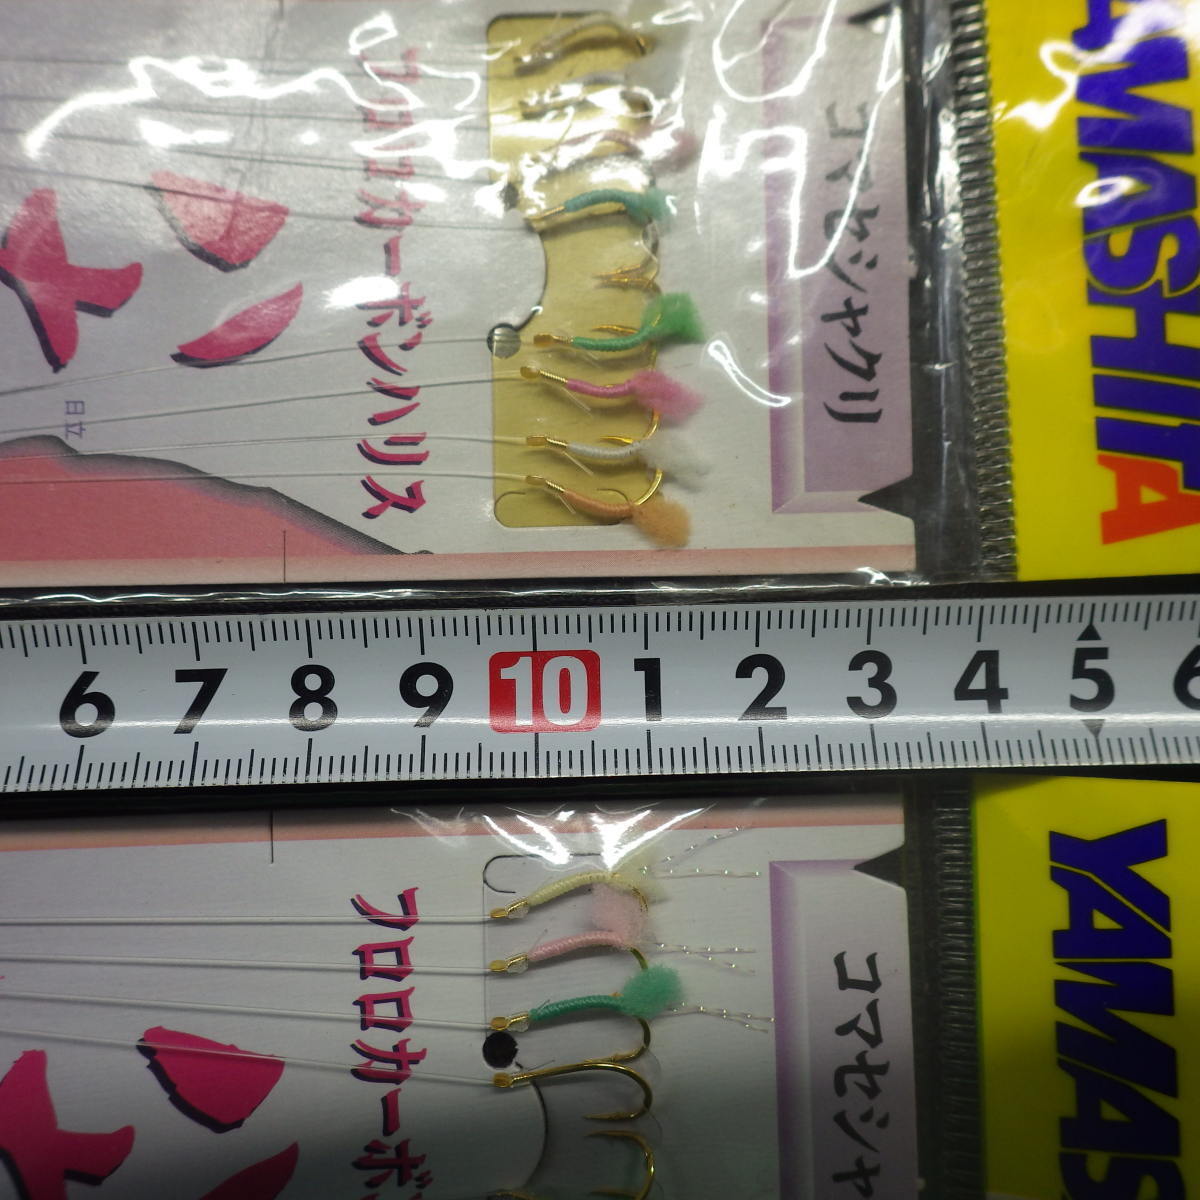 フロロカーボンハリス
コマセシャクリ
YAMASHITA
日立
6 7 8 9 10 1 2 3 4 5 6
フロロカーボ
コマセシャ
YAMAS